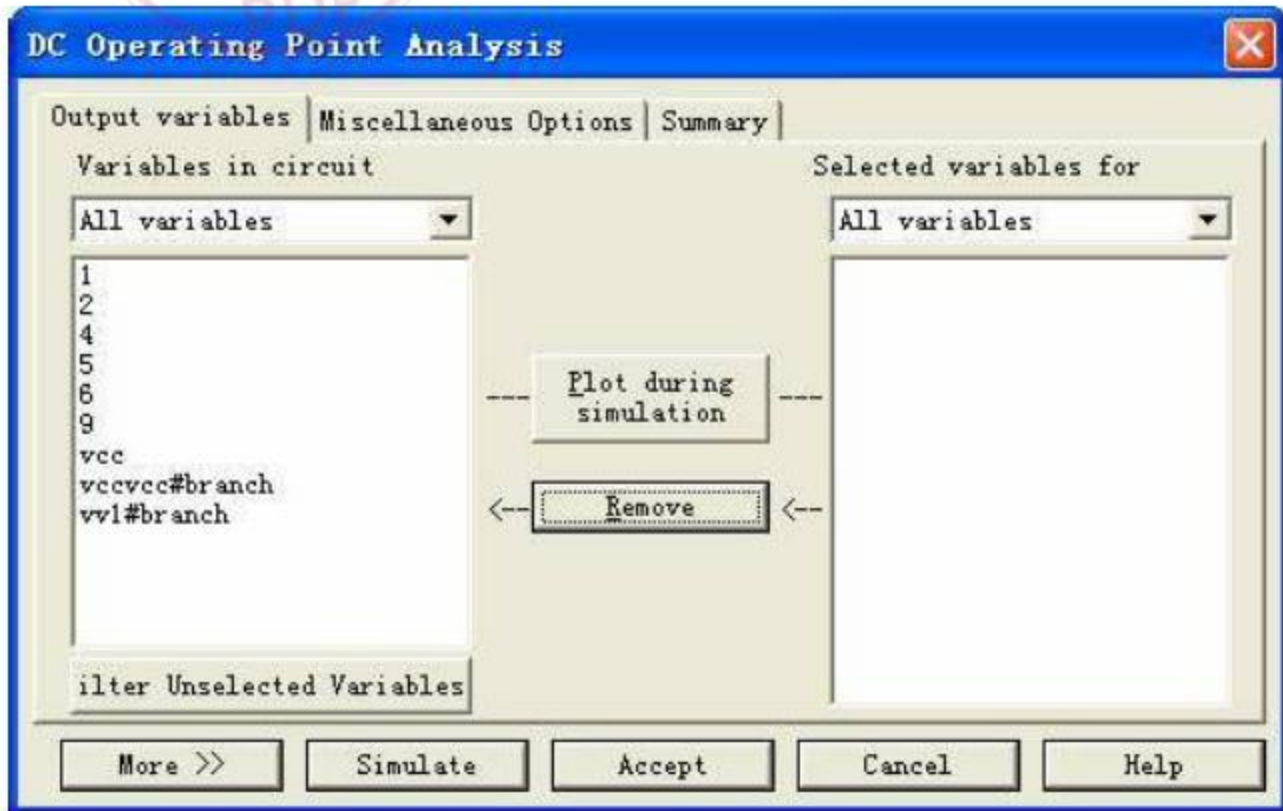 DC Operating Point Analysis
Output variables Miscellaneous Options Summary
Variables in circuit
Selected variables for
All variables
All variables
1
2
4
5
6
9
vcc
vccvcc#branch
vv1#branch
--- Plot during simulation ---
<-- Remove <--
ilter Unselected Variables
More >>
Simulate
Accept
Cancel
Help